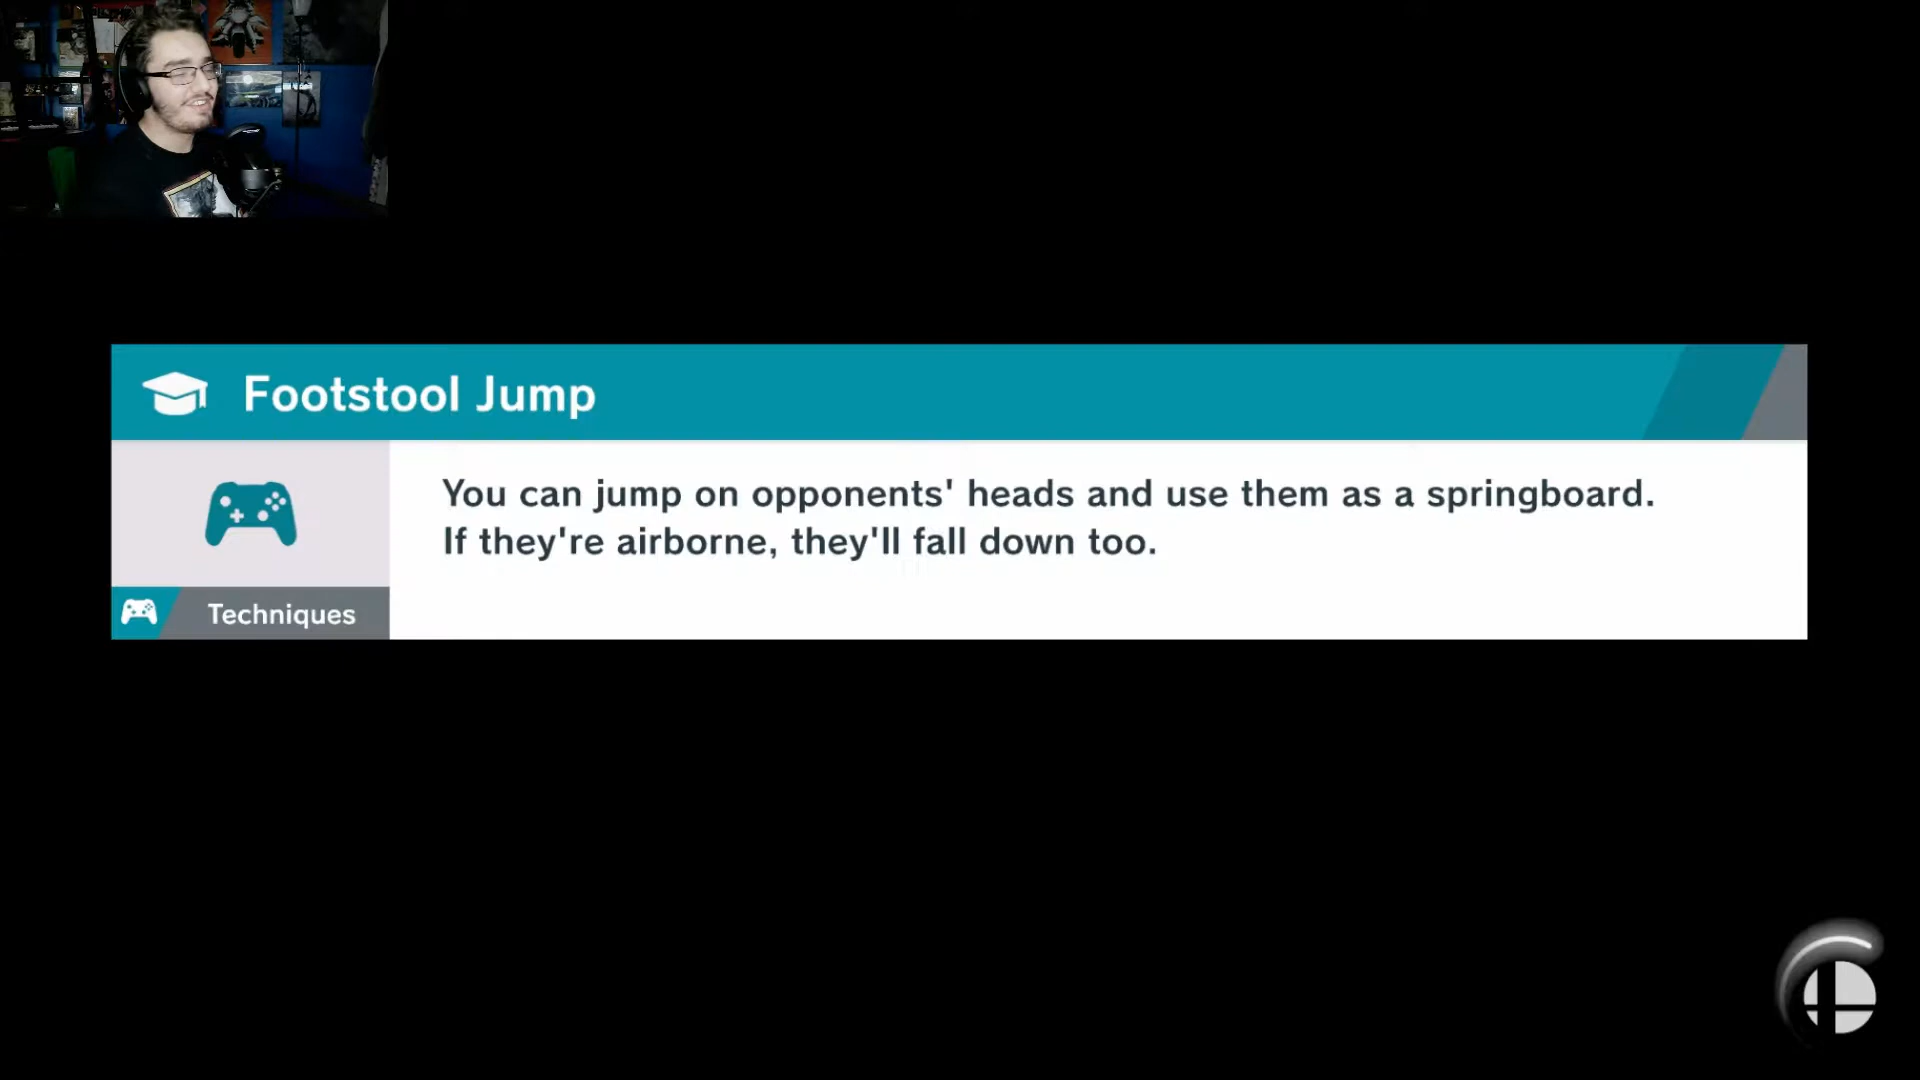 Footstool Jump
You can jump on opponents' heads and use them as a springboard.
If they're airborne, they'll fall down too.
Techniques